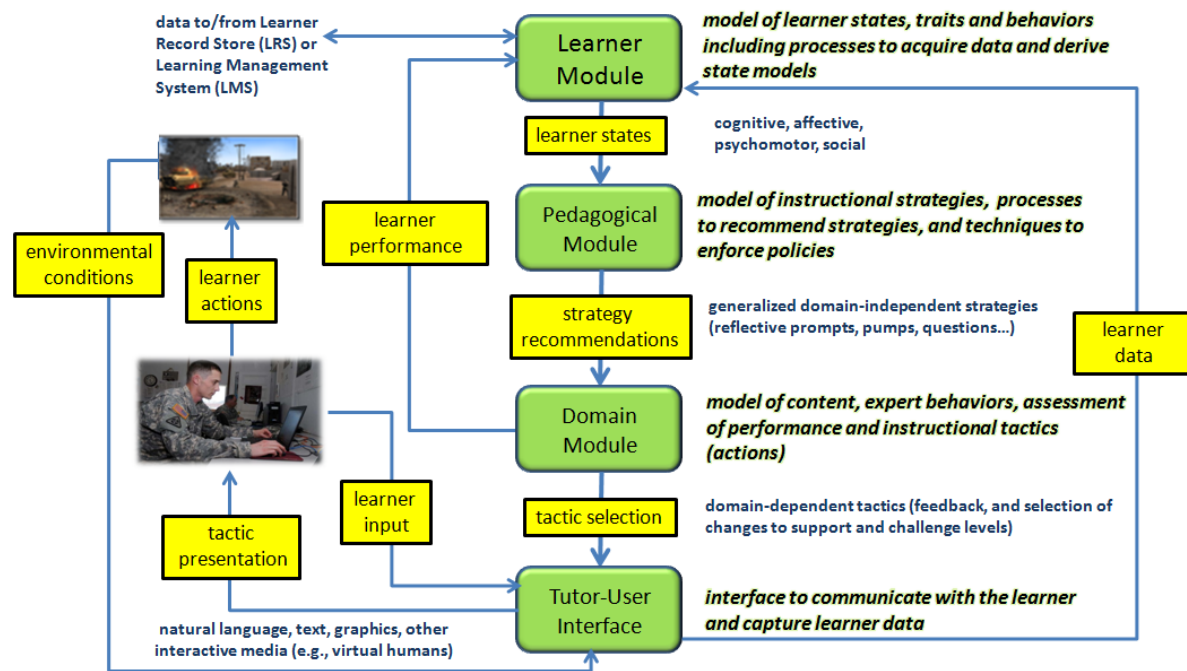 data to/from Learner
Record Store (LRS) or
Learning Management
System (LMS)
Learner
Module
model of learner states, traits and behaviors
including processes to acquire data and derive
state models
learner states
cognitive, affective,
psychomotor, social
environmental
conditions
learner
actions
learner
performance
Pedagogical
Module
model of instructional strategies, processes
to recommend strategies, and techniques to
enforce policies
strategy
recommendations
generalized domain-independent strategies
(reflective prompts, pumps, questions…)
learner
data
Domain
Module
model of content, expert behaviors, assessment
of performance and instructional tactics
(actions)
tactic
presentation
learner
input
tactic selection
domain-dependent tactics (feedback, and selection of
changes to support and challenge levels)
Tutor-User
Interface
interface to communicate with the learner
and capture learner data
natural language, text, graphics, other
interactive media (e.g., virtual humans)